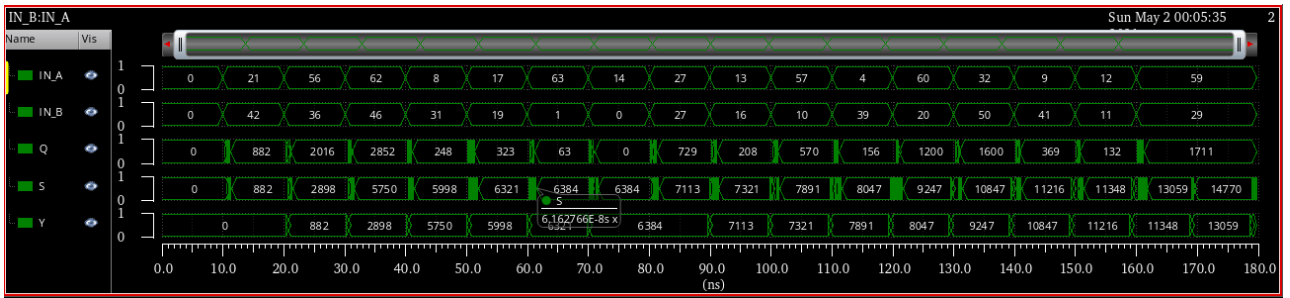 IN_B:IN_A Sun May 2 00:05:35 2
Name Vis
IN_A 1 0 0 21 56 62 8 17 63 14 27 13 57 4 60 32 9 12 59
IN_B 1 0 0 42 36 46 31 19 1 0 27 16 10 39 20 50 41 11 29
Q 1 0 0 882 2016 2852 248 323 63 0 729 208 570 156 1200 1600 369 132 1711
S 1 0 0 882 2898 5750 5998 6321 6384 6384 7113 7321 7891 8047 9247 10847 11216 11348 13059 14770
S
6.162766E-8s x
Y 1 0 0 882 2898 5750 5998 6321 6384 7113 7321 7891 8047 9247 10847 11216 11348 13059
0.0 10.0 20.0 30.0 40.0 50.0 60.0 70.0 80.0 90.0 100.0 110.0 120.0 130.0 140.0 150.0 160.0 170.0 180.0
(ns)